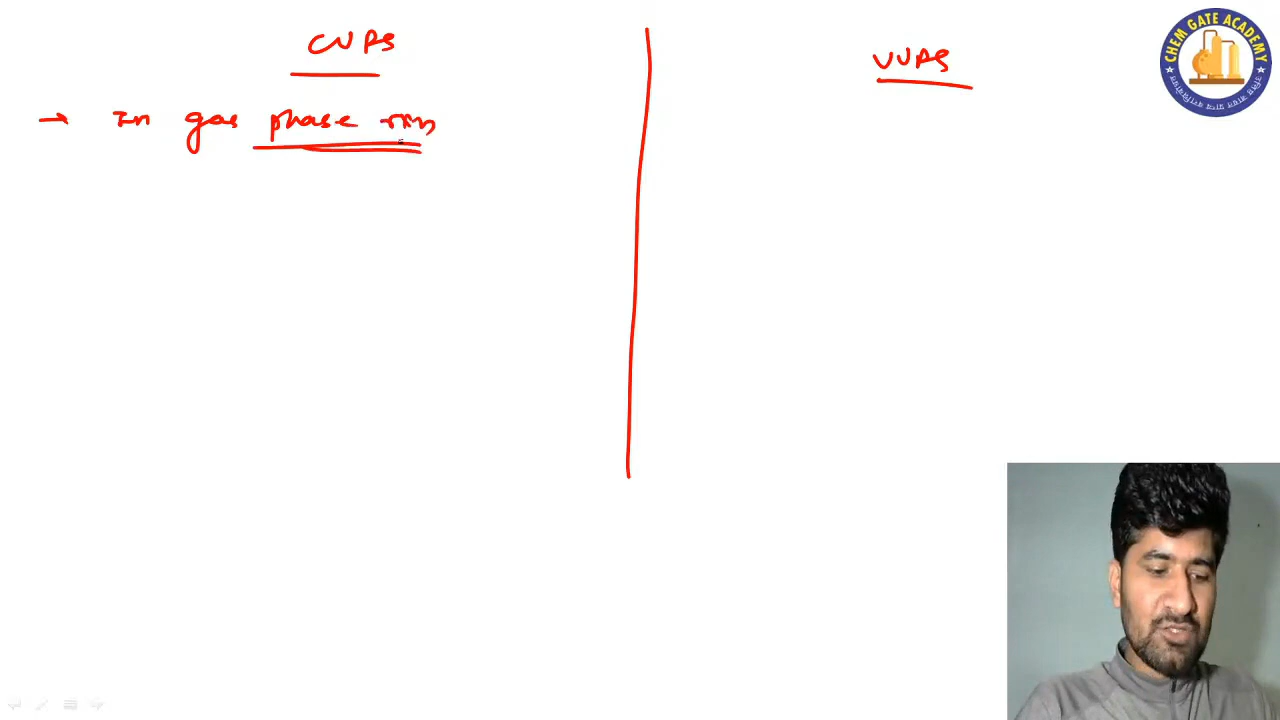 CVRS
VVRS
→ In gas phase rxn
CHEM GATE ACADEMY